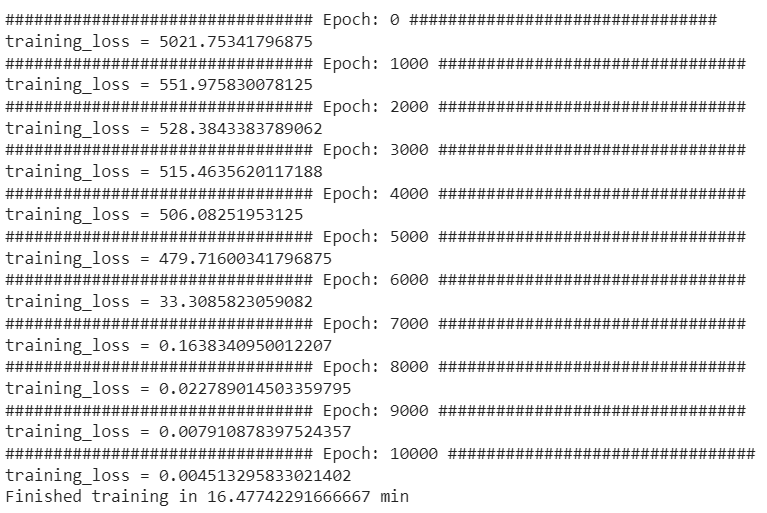 ################################ Epoch: 0 ################################
training_loss = 5021.75341796875
################################ Epoch: 1000 ################################
training_loss = 551.975830078125
################################ Epoch: 2000 ################################
training_loss = 528.3843383789062
################################ Epoch: 3000 ################################
training_loss = 515.4635620117188
################################ Epoch: 4000 ################################
training_loss = 506.08251953125
################################ Epoch: 5000 ################################
training_loss = 479.71600341796875
################################ Epoch: 6000 ################################
training_loss = 33.3085823059082
################################ Epoch: 7000 ################################
training_loss = 0.1638340950012207
################################ Epoch: 8000 ################################
training_loss = 0.022789014503359795
################################ Epoch: 9000 ################################
training_loss = 0.007910878397524357
################################ Epoch: 10000 ################################
training_loss = 0.004513295833021402
Finished training in 16.47742291666667 min